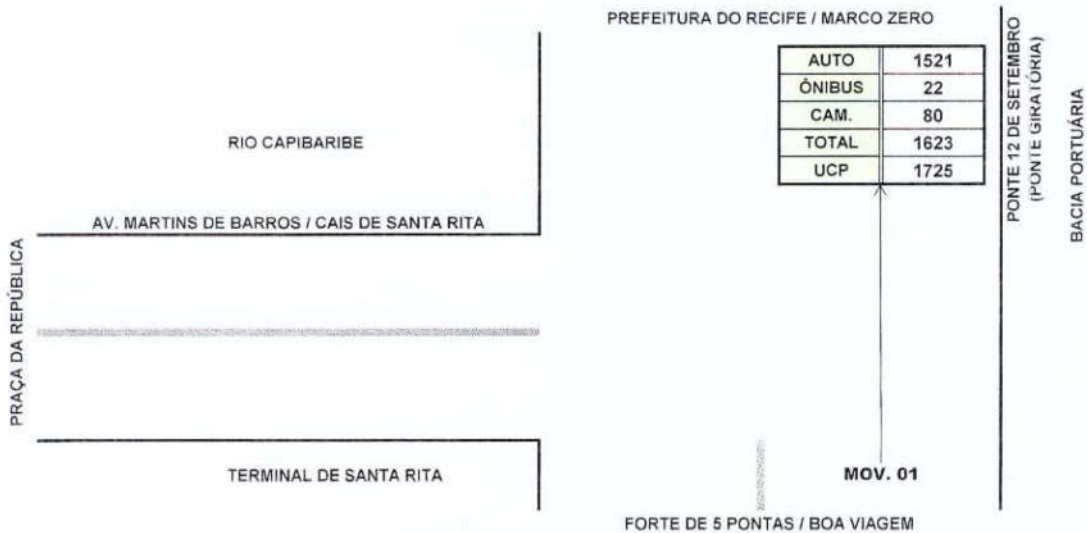 PREFEITURA DO RECIFE / MARCO ZERO
AUTO 1521
ÔNIBUS 22
CAM. 80
TOTAL 1623
UCP 1725
PONTE 12 DE SETEMBRO
(PONTE GIRATÓRIA)
BACIA PORTUÁRIA
RIO CAPIBARIBE
AV. MARTINS DE BARROS / CAIS DE SANTA RITA
PRAÇA DA REPÚBLICA
TERMINAL DE SANTA RITA
MOV. 01
FORTE DE 5 PONTAS / BOA VIAGEM